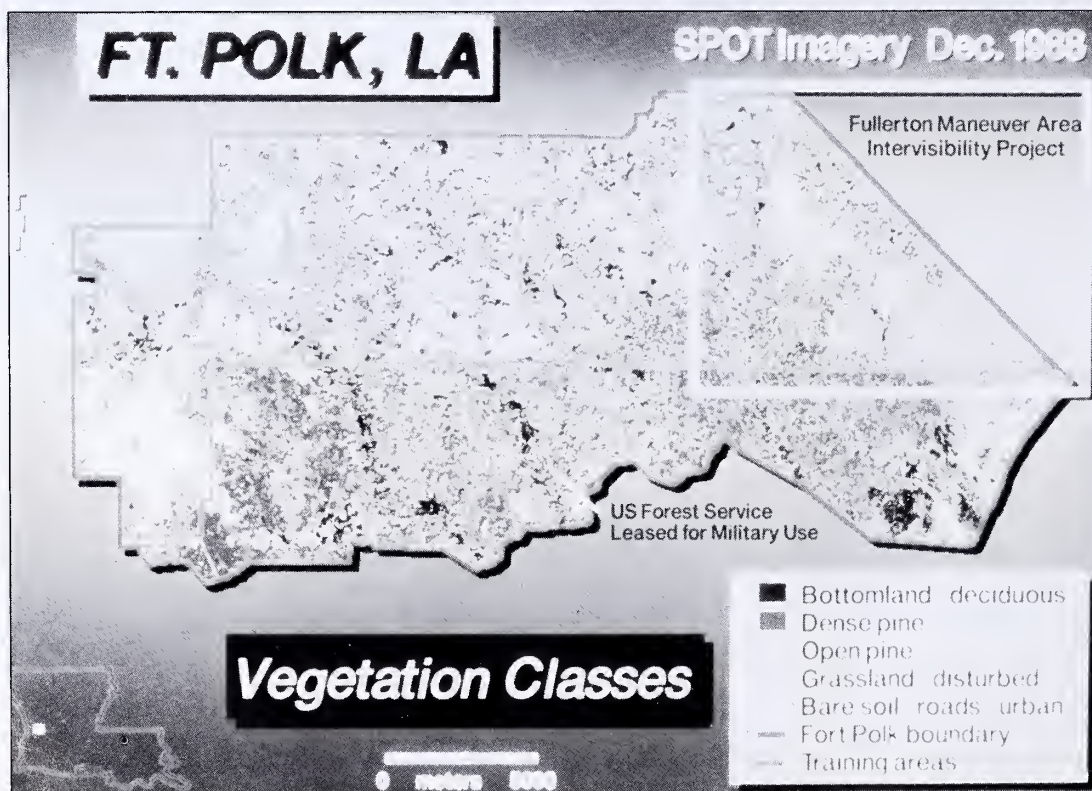 FT. POLK, LA
SPOT Imagery Dec. 1988
Fullerton Maneuver Area
Intervisibility Project
US Forest Service
Leased for Military Use
Vegetation Classes
Bottomland deciduous
Dense pine
Open pine
Grassland disturbed
Bare soil roads urban
Fort Polk boundary
Training areas
0 meters 5000